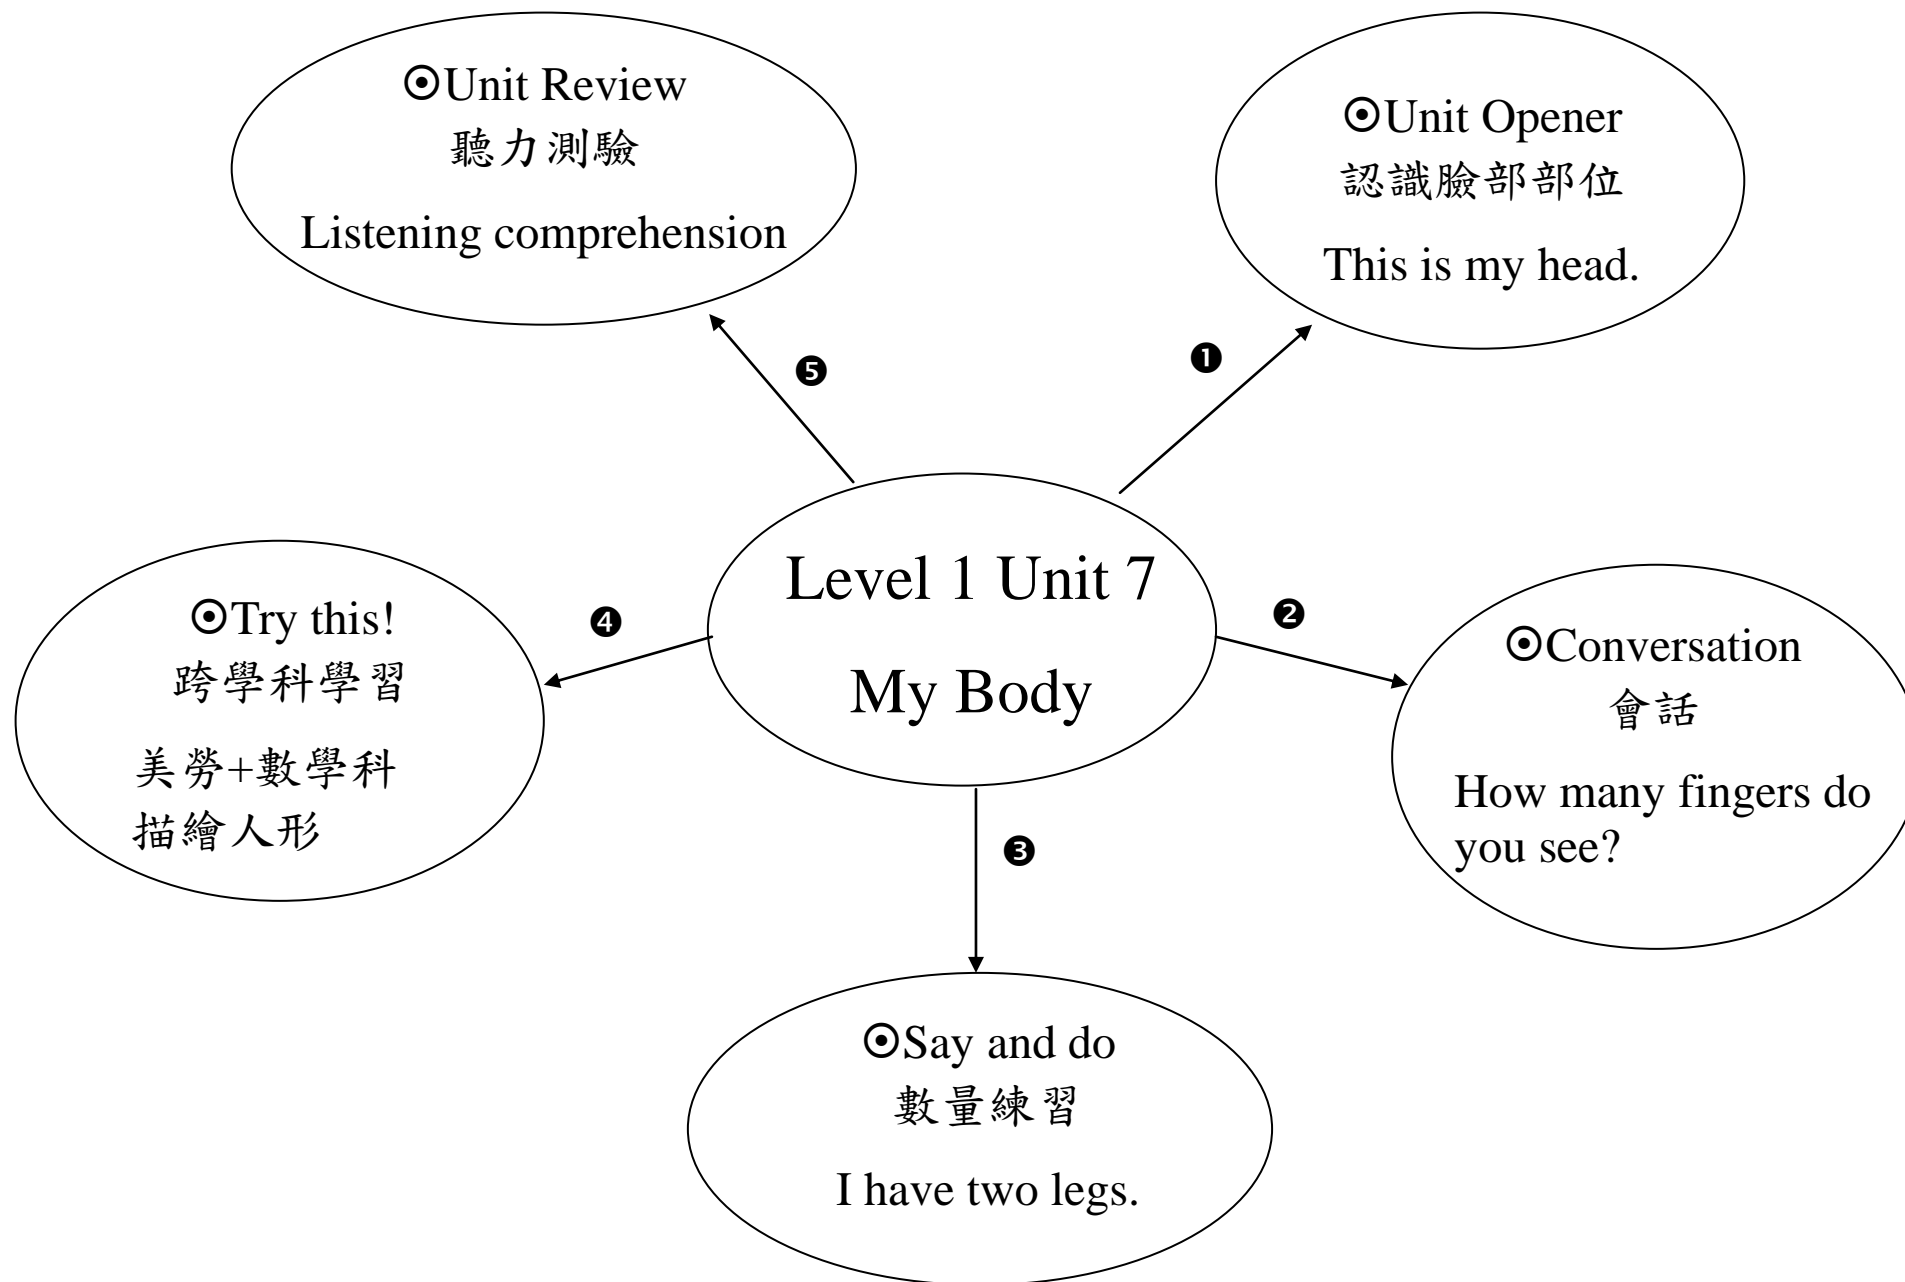 Level 1 Unit 7
My Body
❶
⊙Unit Opener
認識臉部部位
This is my head.
❷
⊙Conversation
會話
How many fingers do
you see?
❸
⊙Say and do
數量練習
I have two legs.
❹
⊙Try this!
跨學科學習
美勞+數學科
描繪人形
❺
⊙Unit Review
聽力測驗
Listening comprehension